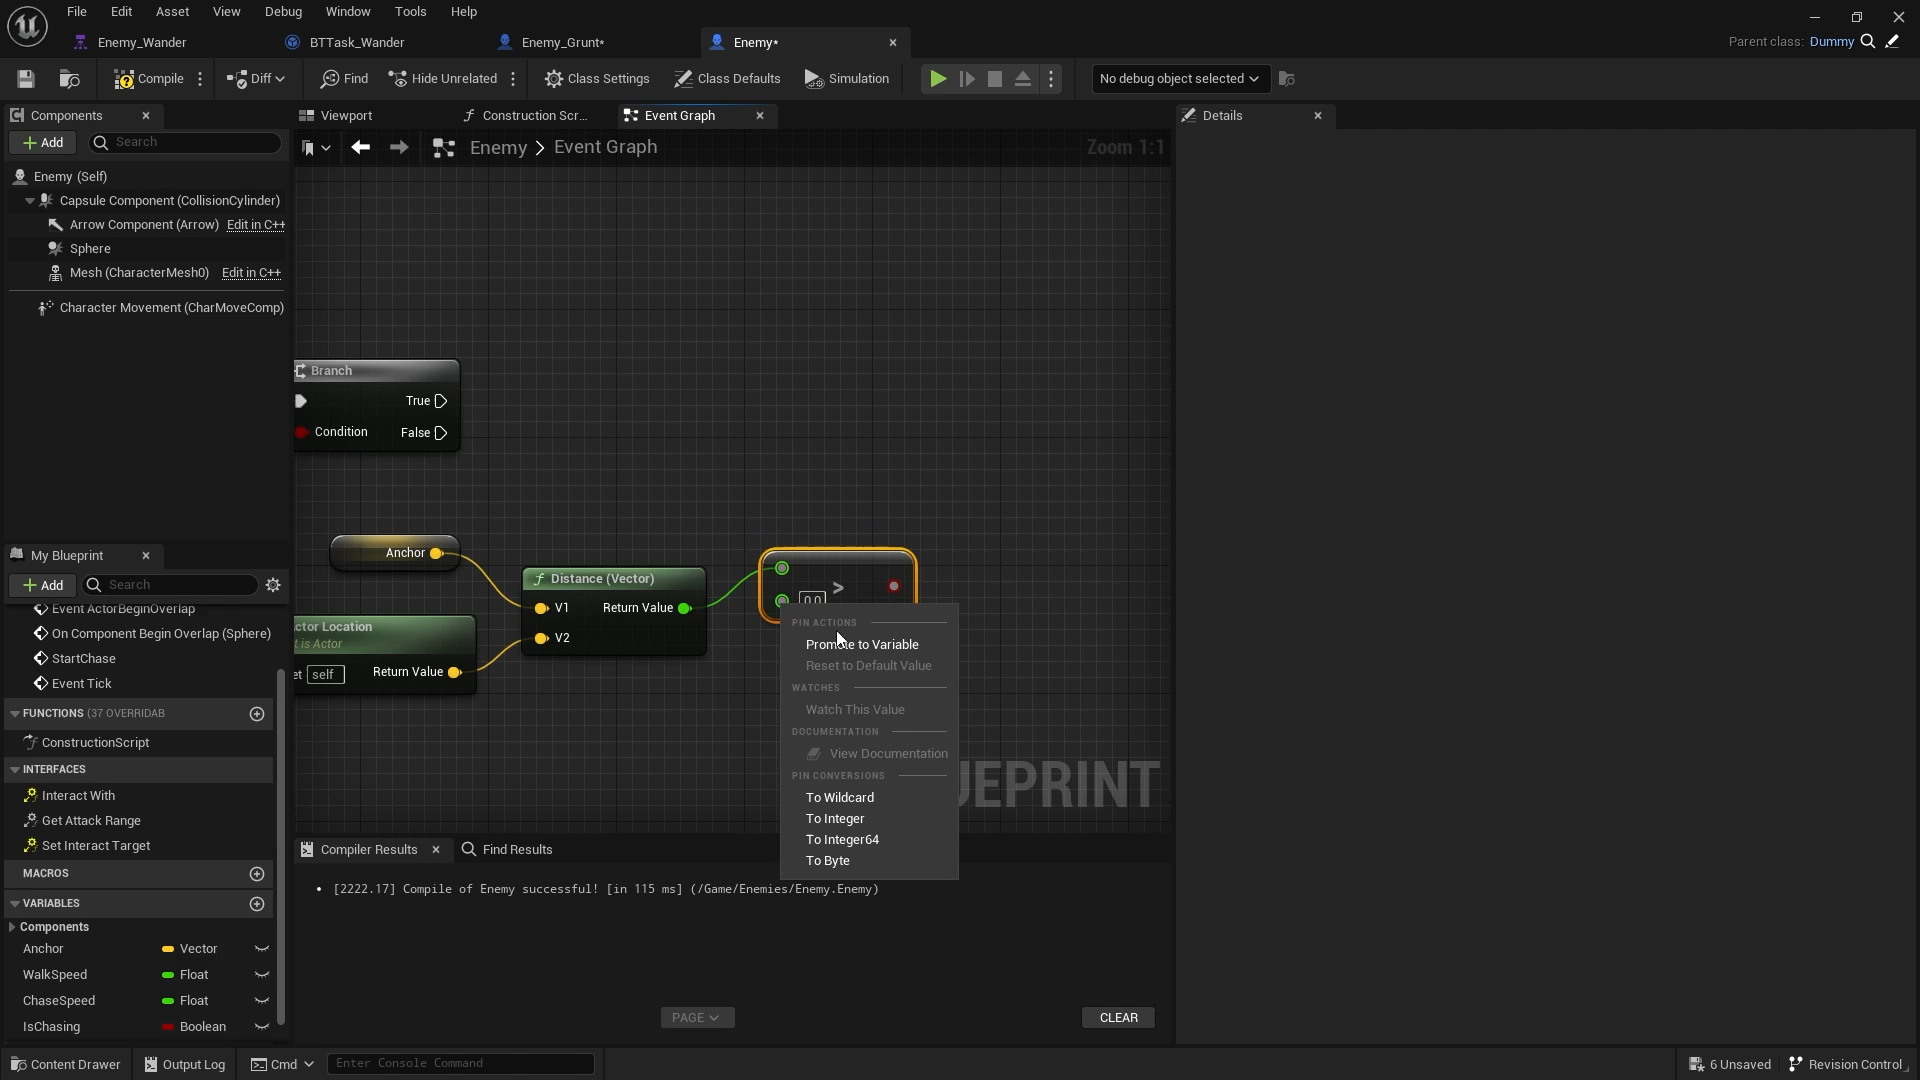 File Edit Asset View Debug Window Tools Help
Enemy_Wander
BTTask_Wander
Enemy_Grunt*
Enemy*
Parent class: Dummy
Compile
Diff
Find
Hide Unrelated
Class Settings
Class Defaults
Simulation
No debug object selected
Components
Add
Search
Enemy (Self)
Capsule Component (CollisionCylinder)
Arrow Component (Arrow) Edit in C++
Sphere
Mesh (CharacterMesh0) Edit in C++
Character Movement (CharMoveComp)
My Blueprint
Add
Search
Event ActorBeginOverlap
On Component Begin Overlap (Sphere)
StartChase
Event Tick
FUNCTIONS (37 OVERRIDAB
ConstructionScript
INTERFACES
Interact With
Get Attack Range
Set Interact Target
MACROS
VARIABLES
Components
Anchor Vector
WalkSpeed Float
ChaseSpeed Float
IsChasing Boolean
Viewport
Construction Scr...
Event Graph
Enemy > Event Graph
Zoom 1:1
Branch
True
Condition False
Anchor
ctor Location
t is Actor
et self Return Value
Distance (Vector)
V1 Return Value
V2
>
0.0
PIN ACTIONS
Promote to Variable
Reset to Default Value
WATCHES
Watch This Value
DOCUMENTATION
View Documentation
PIN CONVERSIONS
To Wildcard
To Integer
To Integer64
To Byte
UEPRINT
Compiler Results
Find Results
[2222.17] Compile of Enemy successful! [in 115 ms] (/Game/Enemies/Enemy.Enemy)
PAGE
CLEAR
Details
Content Drawer
Output Log
Cmd
Enter Console Command
6 Unsaved
Revision Control